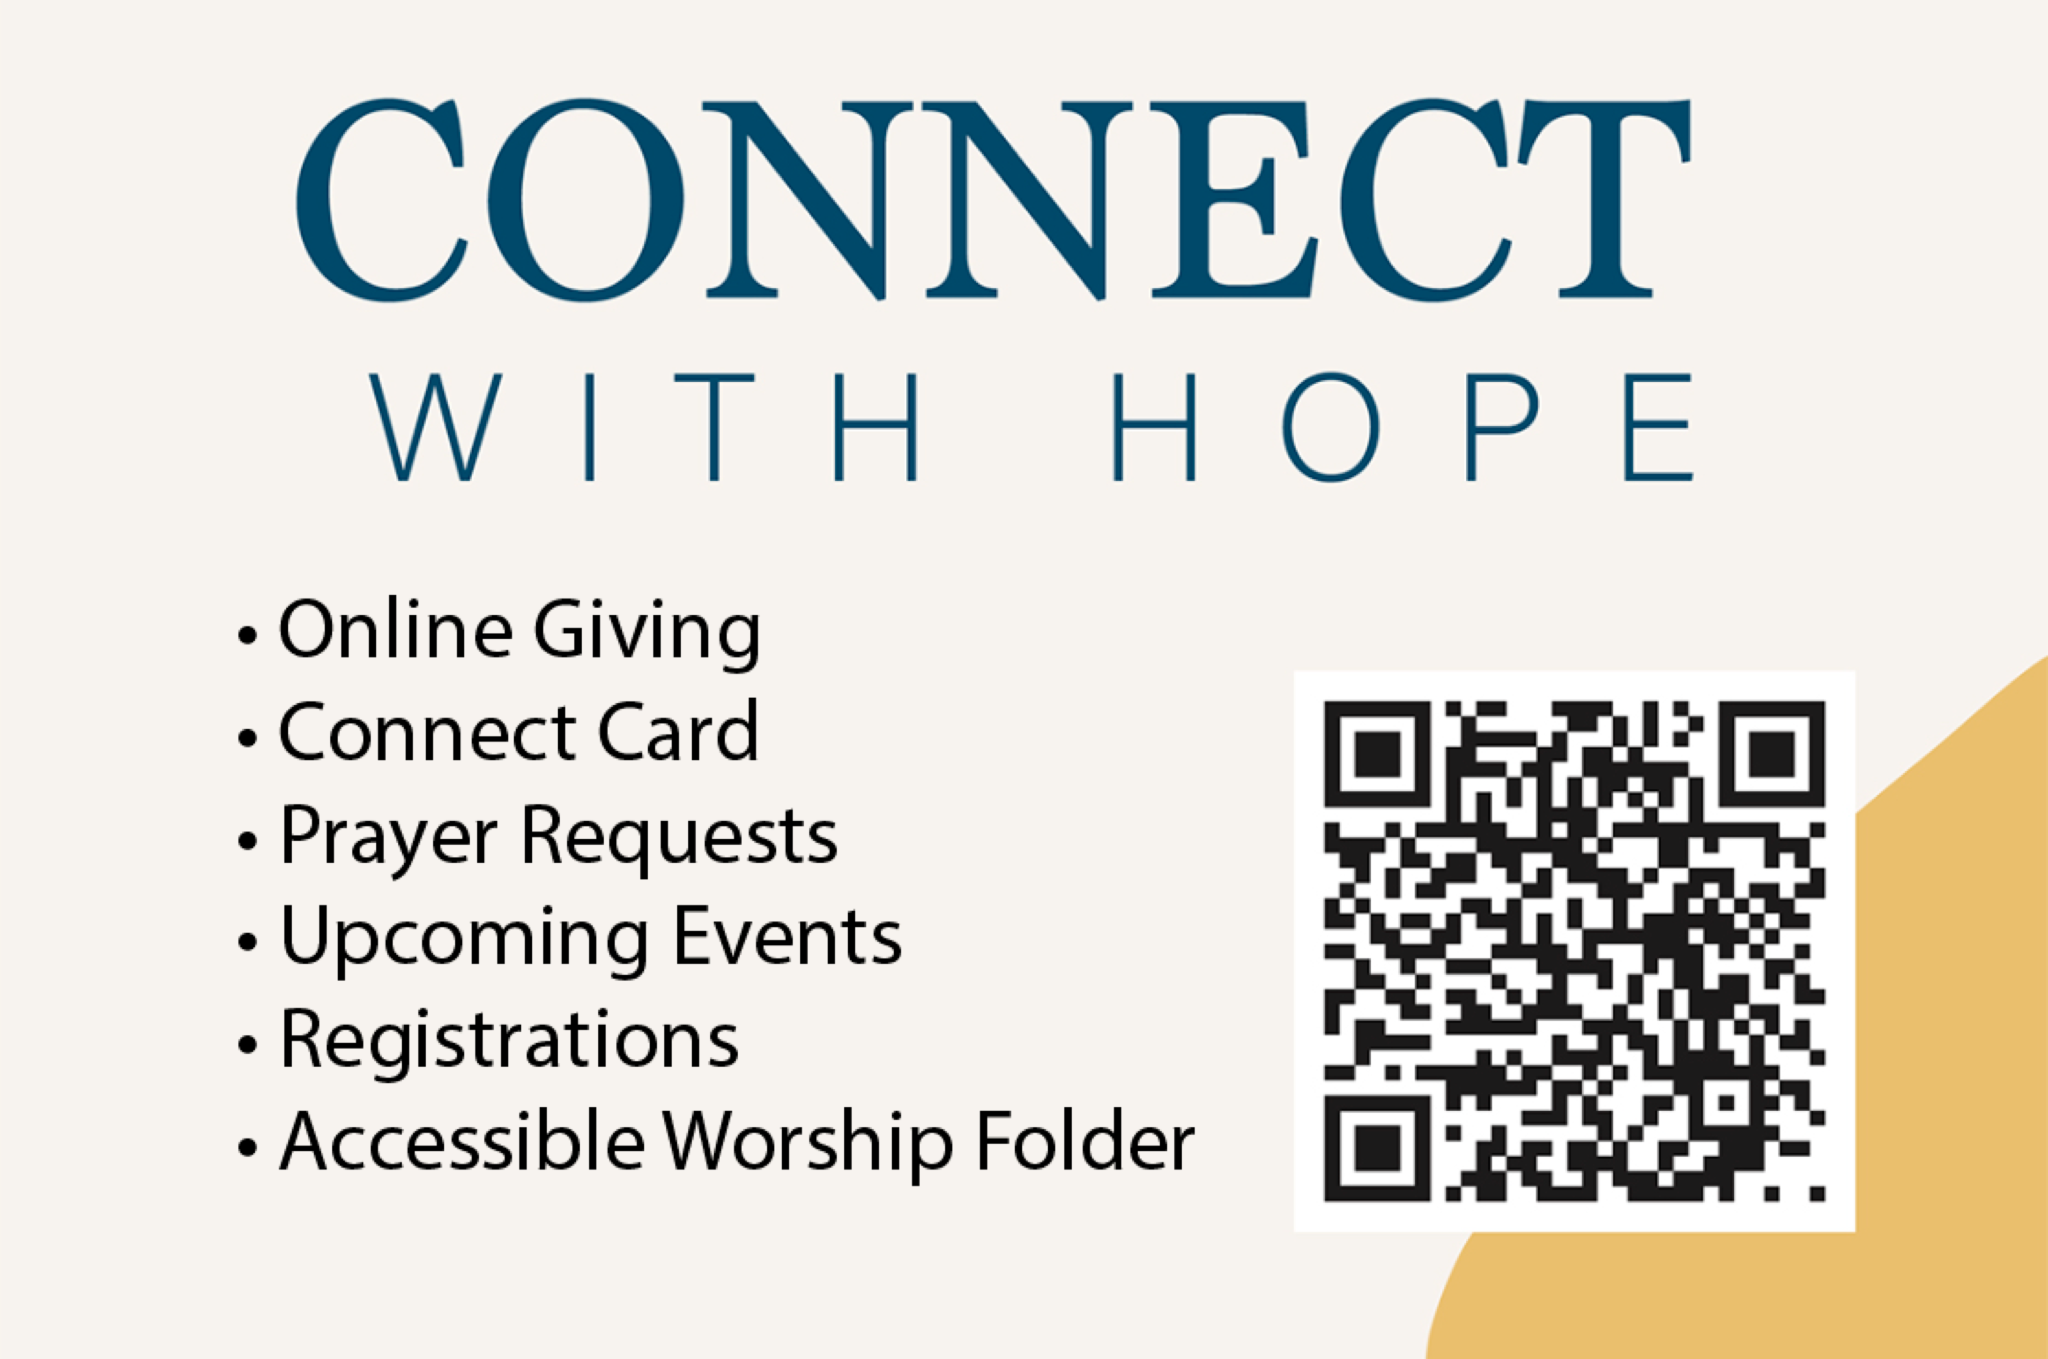 CONNECT
WITH HOPE
• Online Giving
• Connect Card
• Prayer Requests
• Upcoming Events
• Registrations
• Accessible Worship Folder